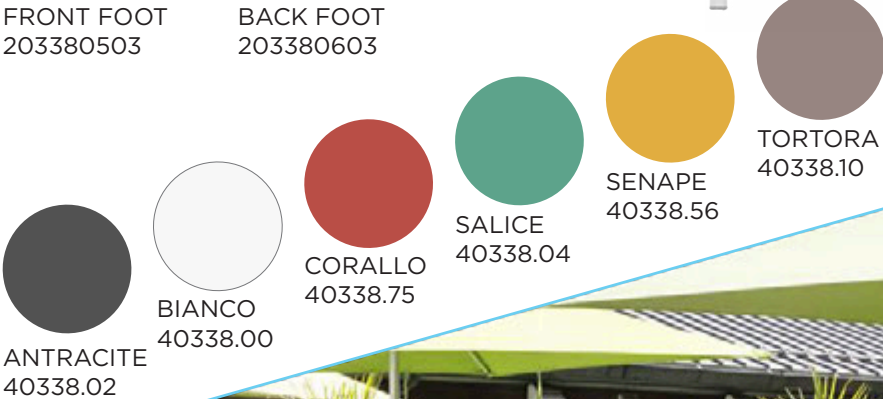 FRONT FOOT
203380503
BACK FOOT
203380603
ANTRACITE
40338.02
BIANCO
40338.00
CORALLO
40338.75
SALICE
40338.04
SENAPE
40338.56
TORTORA
40338.10